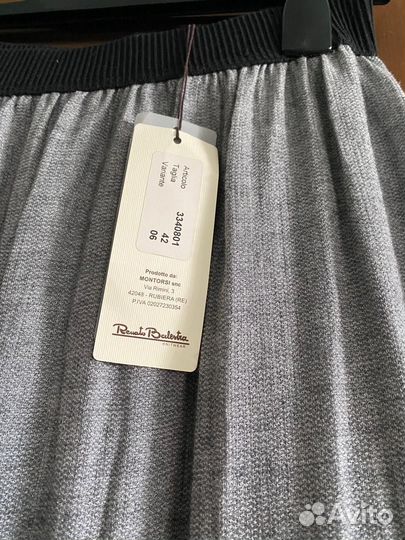 Articolo 3340801
Taglia 42
Variante 06
Prodotto da:
MONTORSI snc
Via Rimini, 3
42048 - RUBIERA (RE)
P.IVA 02027230354
Renato Balestra
KNITWEAR
Avito